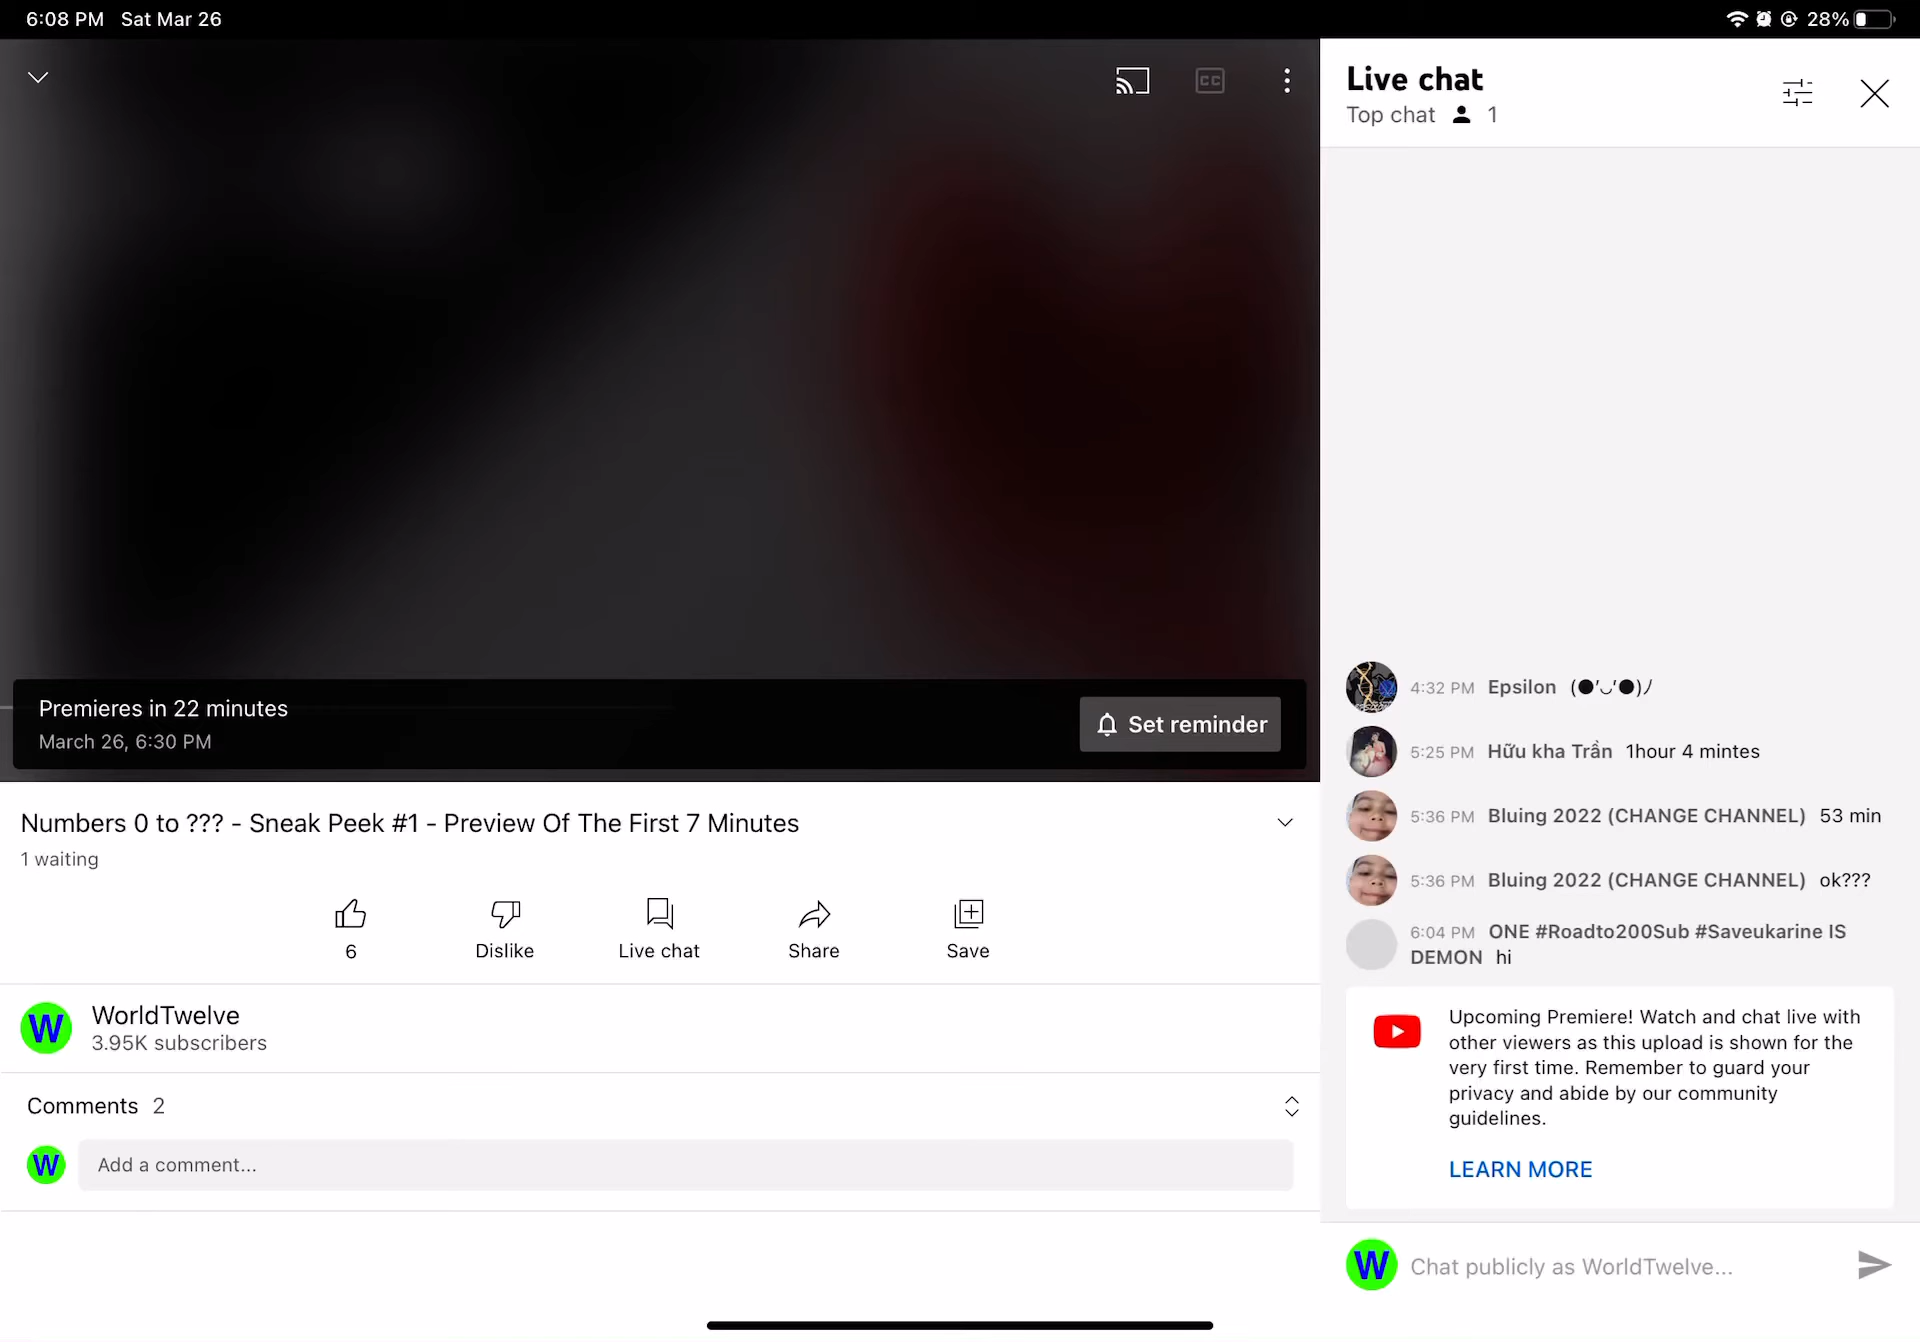 6:08 PM Sat Mar 26
28%
CC
Premieres in 22 minutes
March 26, 6:30 PM
Set reminder
Numbers 0 to ??? - Sneak Peek #1 - Preview Of The First 7 Minutes
1 waiting
6
Dislike
Live chat
Share
Save
W
WorldTwelve
3.95K subscribers
Comments 2
W
Add a comment...
Live chat
Top chat 1
4:32 PM Epsilon (●'◡'●)ﾉ
5:25 PM Hữu kha Trần 1hour 4 mintes
5:36 PM Bluing 2022 (CHANGE CHANNEL) 53 min
5:36 PM Bluing 2022 (CHANGE CHANNEL) ok???
6:04 PM ONE #Roadto200Sub #Saveukarine IS
DEMON hi
Upcoming Premiere! Watch and chat live with
other viewers as this upload is shown for the
very first time. Remember to guard your
privacy and abide by our community
guidelines.
LEARN MORE
W
Chat publicly as WorldTwelve...